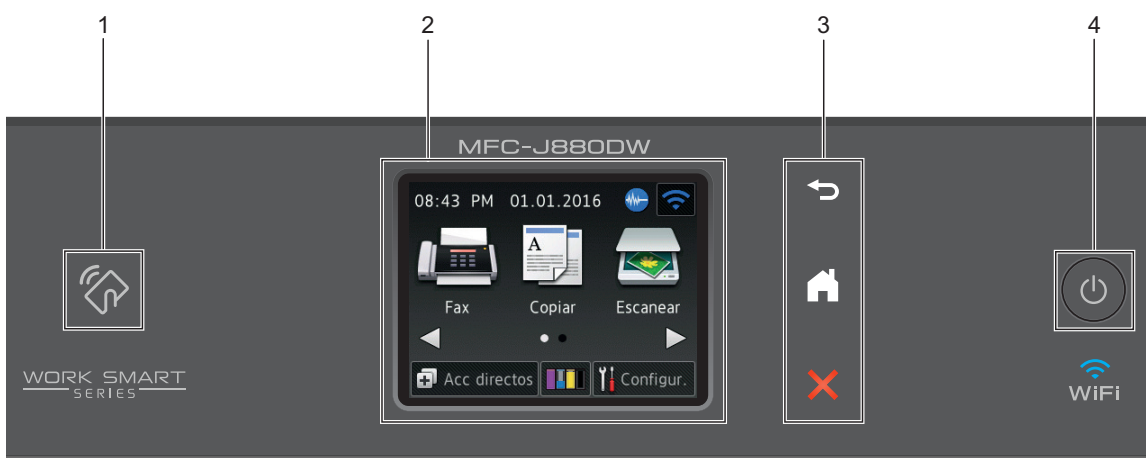 1 2 3 4
MFC-J880DW
08:43 PM 01.01.2016
A
Fax Copiar Escanear
Acc directos Configur.
WORK SMART
SERIES
WiFi